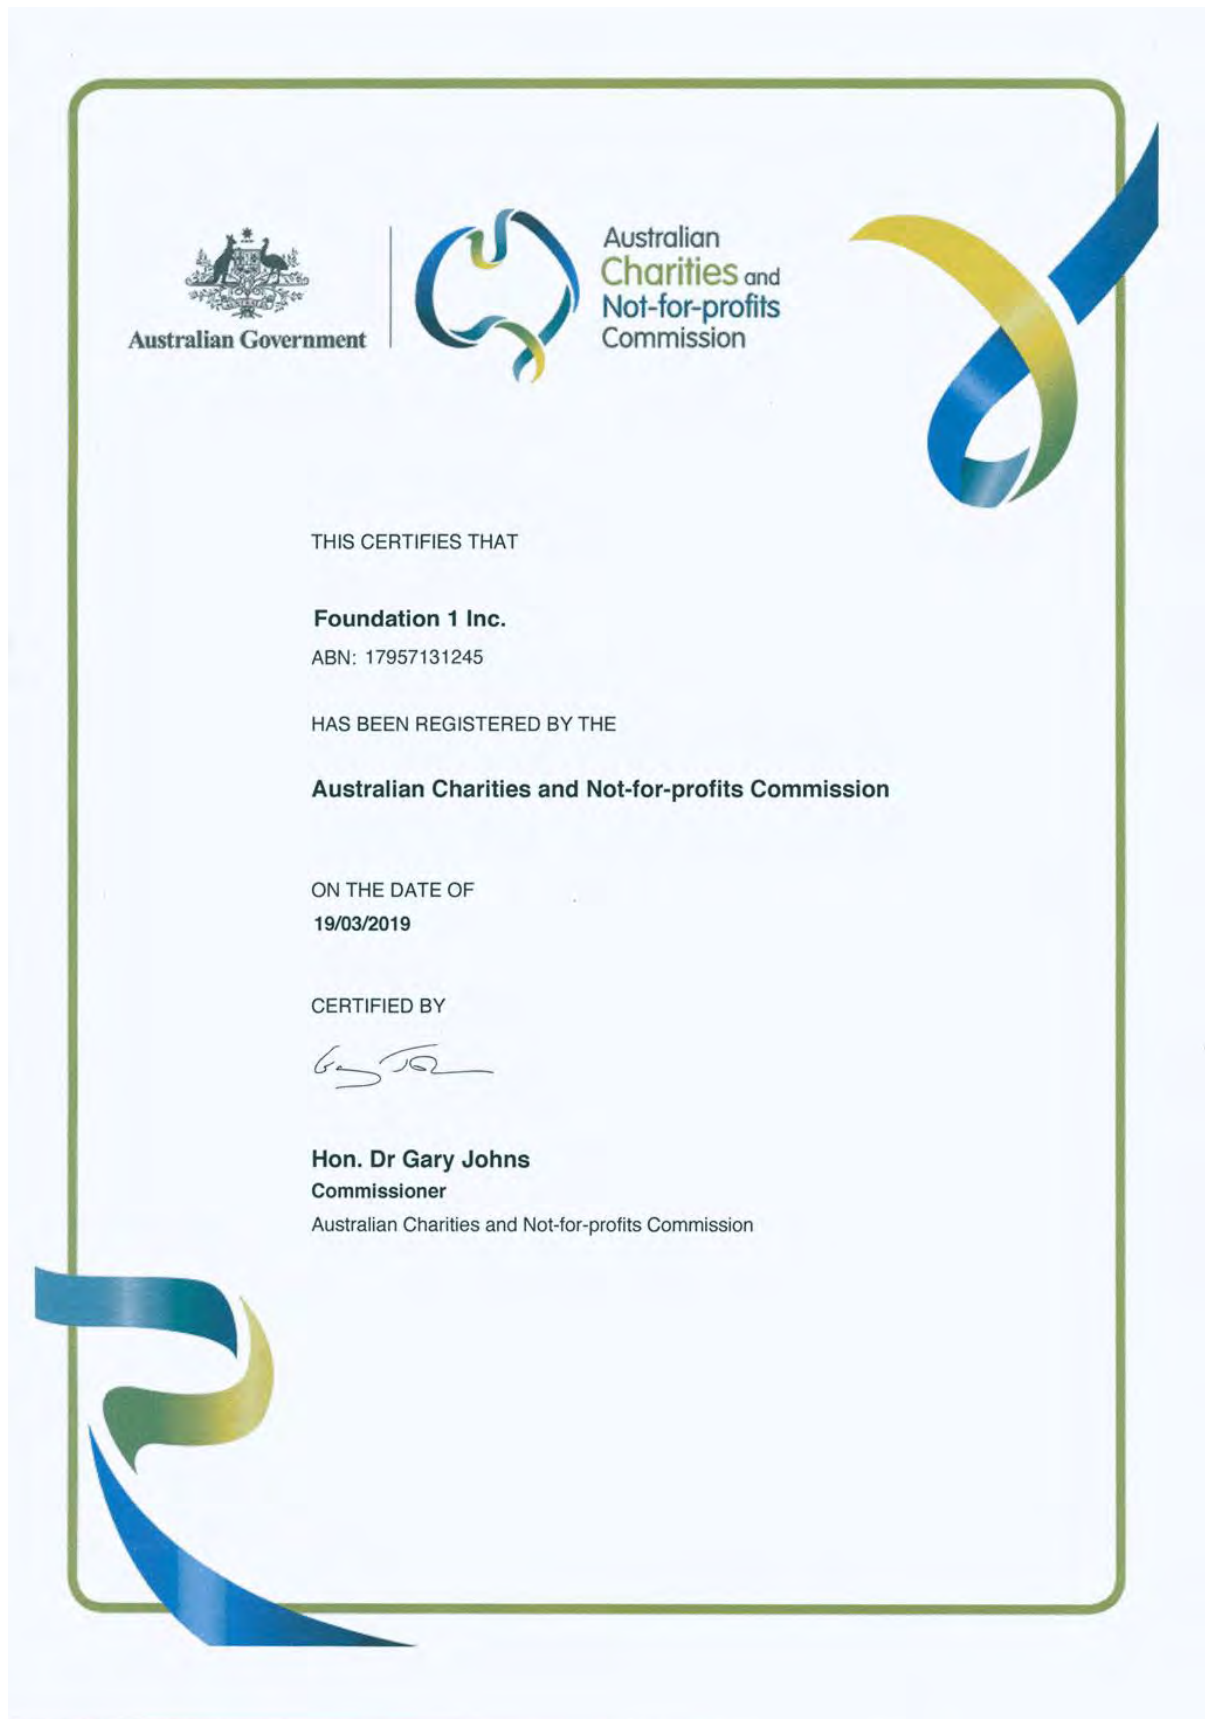 Australian Government
Australian
Charities and
Not-for-profits
Commission
THIS CERTIFIES THAT
Foundation 1 Inc.
ABN: 17957131245
HAS BEEN REGISTERED BY THE
Australian Charities and Not-for-profits Commission
ON THE DATE OF
19/03/2019
CERTIFIED BY
Hon. Dr Gary Johns
Commissioner
Australian Charities and Not-for-profits Commission